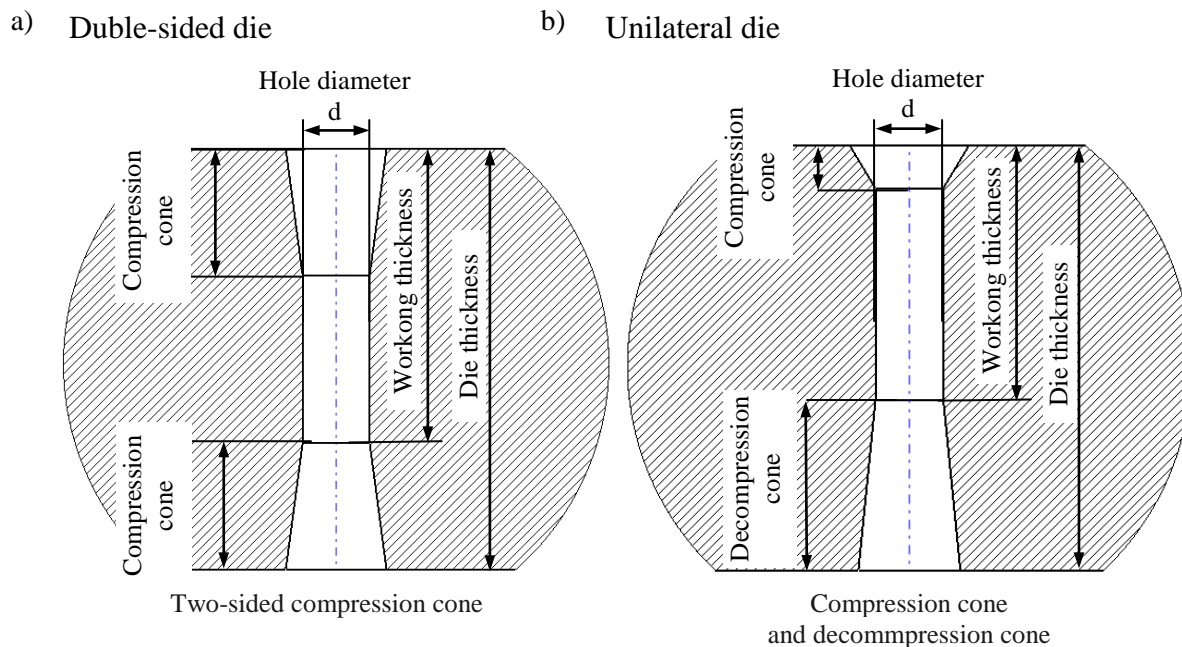 a) Duble-sided die
Hole diameter
d
Compression
cone
Compression
cone
Workong thickness
Die thickness
Two-sided compression cone
b) Unilateral die
Hole diameter
d
Compression
cone
Decompression
cone
Workong thickness
Die thickness
Compression cone
and decommpression cone